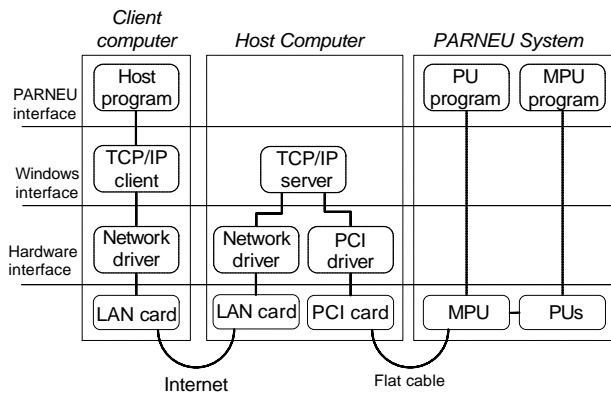 Client
computer
Host Computer
PARNEU System
Host
program
PU
program
MPU
program
PARNEU
interface
TCP/IP
client
TCP/IP
server
Windows
interface
Network
driver
Network
driver
PCI
driver
Hardware
interface
LAN card
LAN card
PCI card
MPU
PUs
Internet
Flat cable